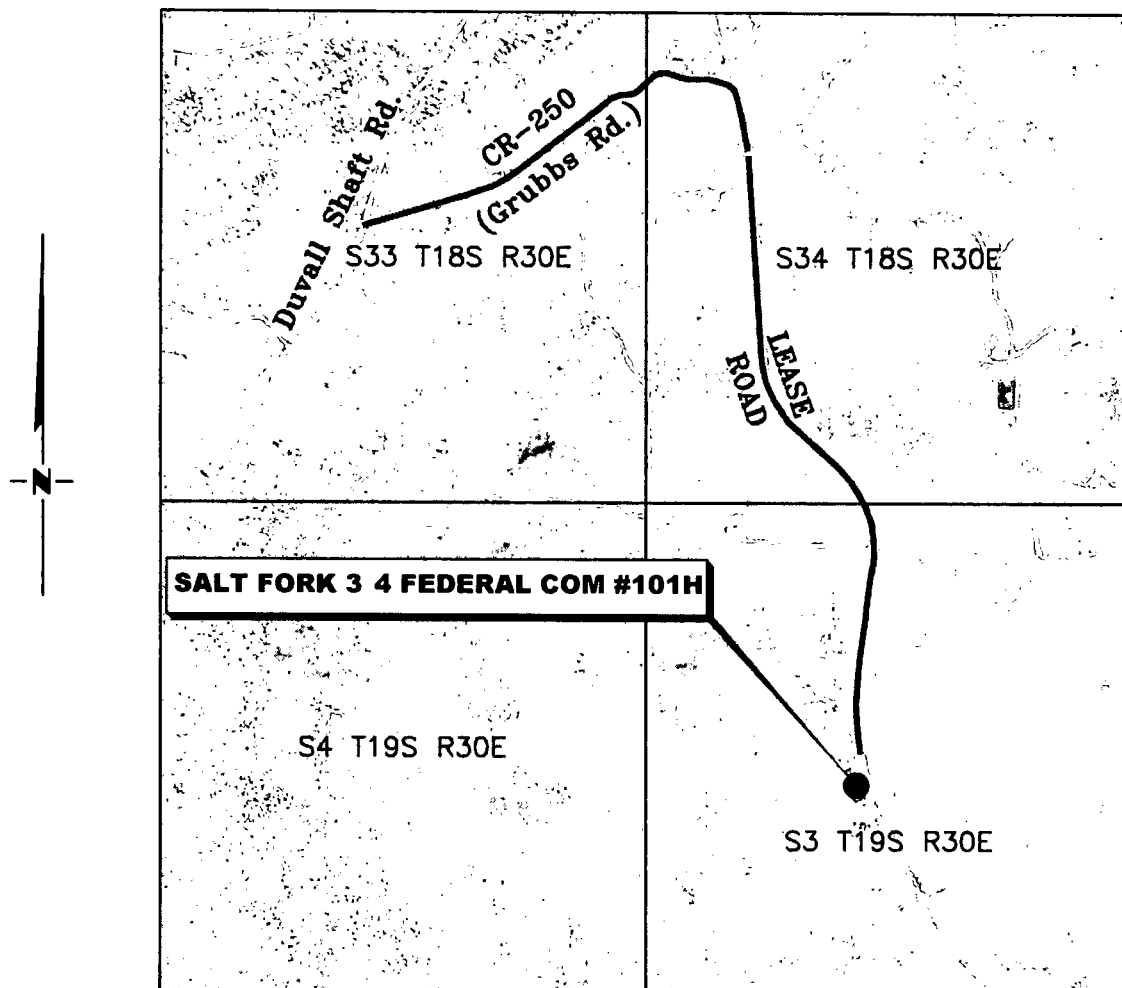 CR-250
(Grubbs Rd.)
Duvall Shaft Rd.
S33 T18S R30E
S34 T18S R30E
LEASE
ROAD
N
SALT FORK 3 4 FEDERAL COM #101H
S4 T19S R30E
S3 T19S R30E